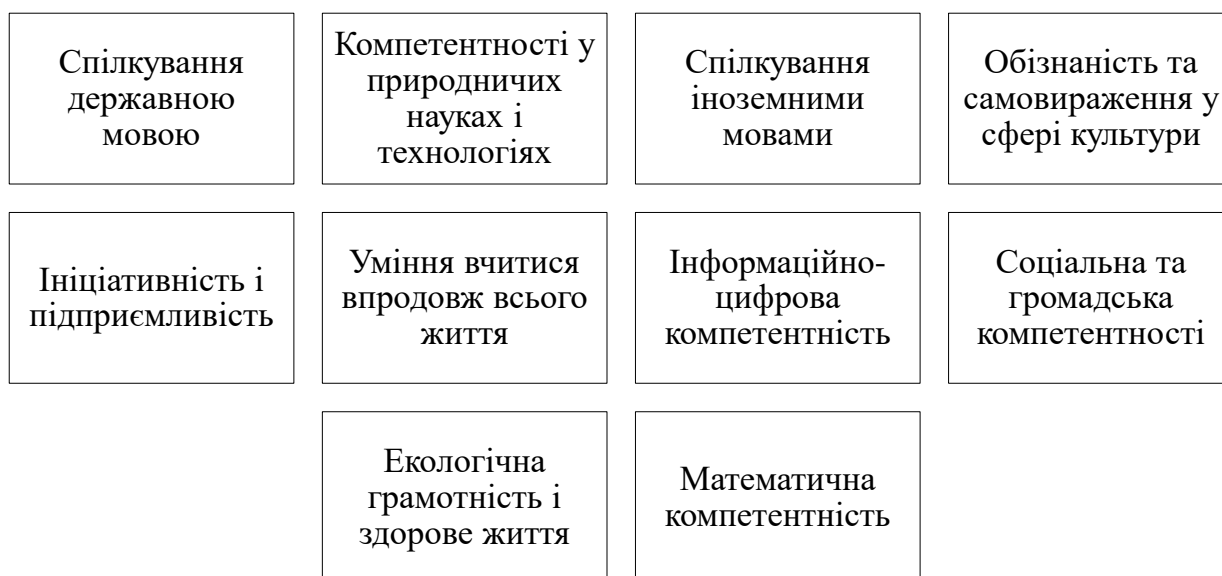 Спілкування
державною
мовою
Компетентності у
природничих
науках і
технологіях
Спілкування
іноземними
мовами
Обізнаність та
самовираження у
сфері культури
Ініціативність і
підприємливість
Уміння вчитися
впродовж всього
життя
Інформаційно-
цифрова
компетентність
Соціальна та
громадська
компетентності
Екологічна
грамотність і
здорове життя
Математична
компетентність